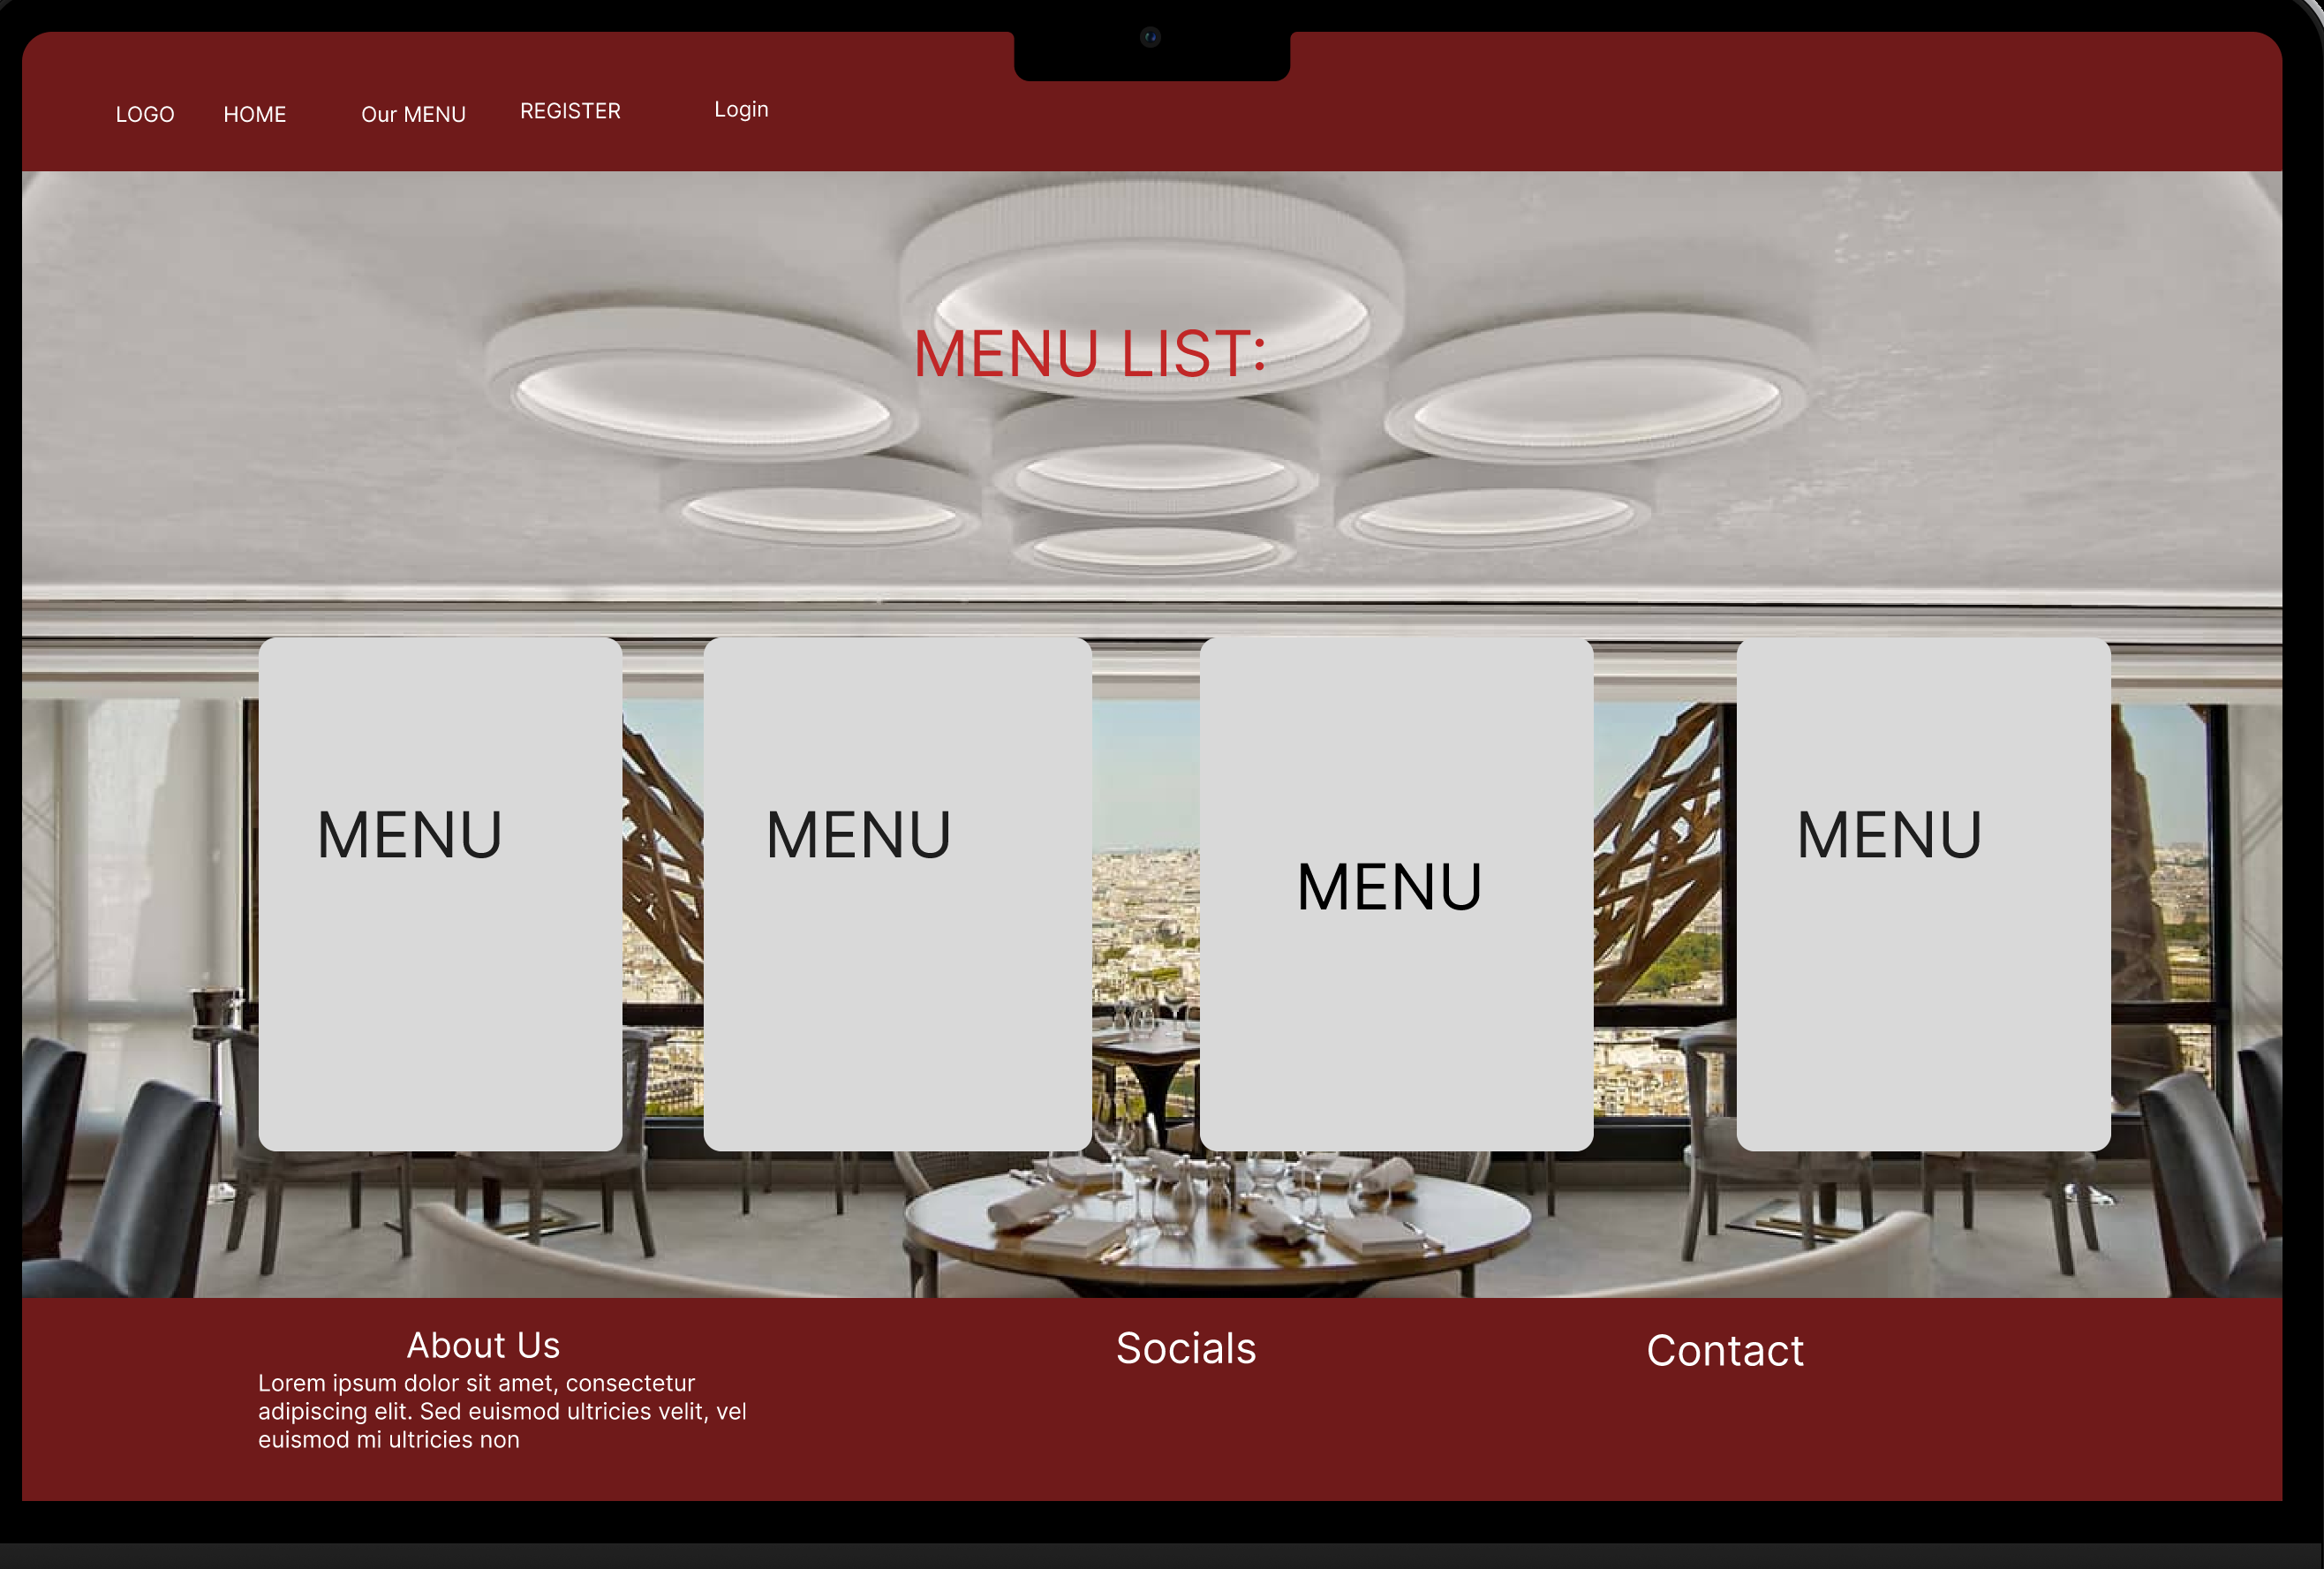 LOGO HOME Our MENU REGISTER Login
MENU LIST:
MENU MENU MENU MENU
About Us
Lorem ipsum dolor sit amet, consectetur
adipiscing elit. Sed euismod ultricies velit, vel
euismod mi ultricies non
Socials
Contact